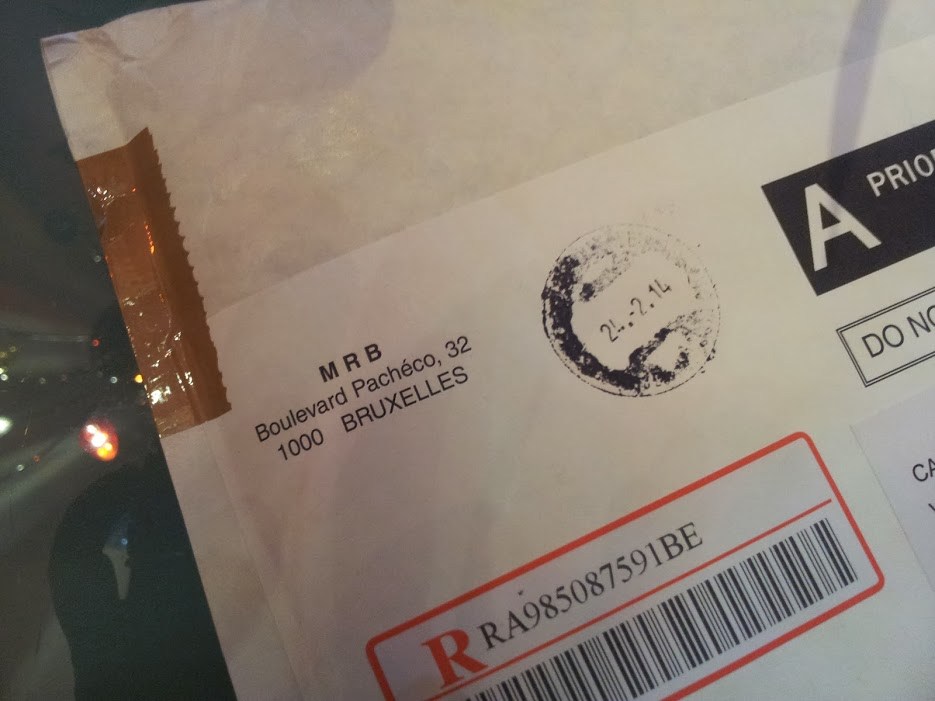 A PRIO
M R B
Boulevard Pachéco, 32
1000 BRUXELLES
24.-2.14
DO NO
R RA985087591BE
CA